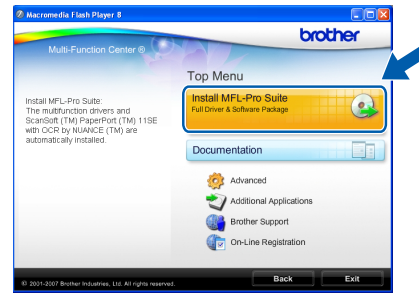 Macromedia Flash Player 8
brother
Multi-Function Center ®
Top Menu
Install MFL-Pro Suite:
The multifunction drivers and
ScanSoft (TM) PaperPort (TM) 11SE
with OCR by NUANCE (TM) are
automatically installed.
Install MFL-Pro Suite
Full Driver & Software Package
Documentation
Advanced
Additional Applications
Brother Support
On-Line Registration
© 2001-2007 Brother Industries, Ltd. All rights reserved.
Back
Exit